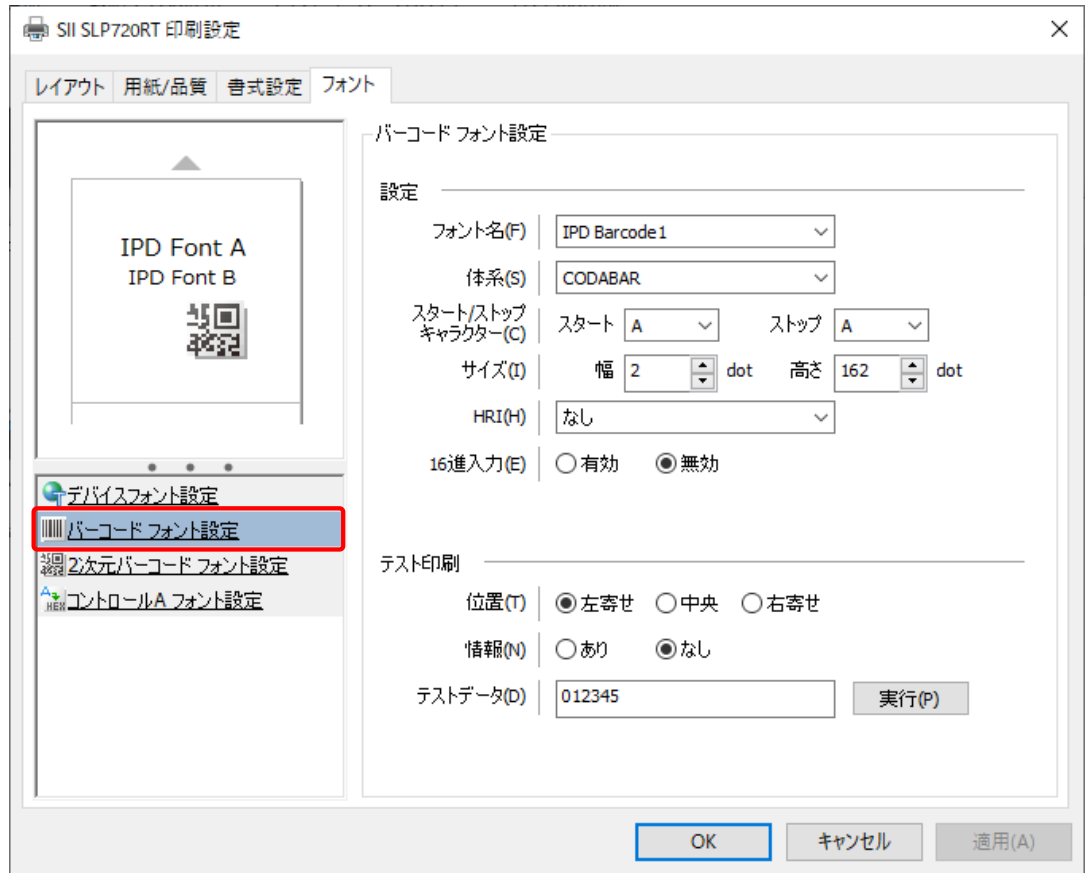 SII SLP720RT 印刷設定
レイアウト 用紙/品質 書式設定 フォント
IPD Font A
IPD Font B
デバイスフォント設定
バーコード フォント設定
2次元バーコード フォント設定
コントロールA フォント設定
バーコード フォント設定
設定
フォント名(F) IPD Barcode1
体系(S) CODABAR
スタート/ストップ
キャラクター(C) スタート A ストップ A
サイズ(I) 幅 2 dot 高さ 162 dot
HRI(H) なし
16進入力(E) 有効 無効
テスト印刷
位置(T) 左寄せ 中央 右寄せ
情報(N) あり なし
テストデータ(D) 012345 実行(P)
OK キャンセル 適用(A)